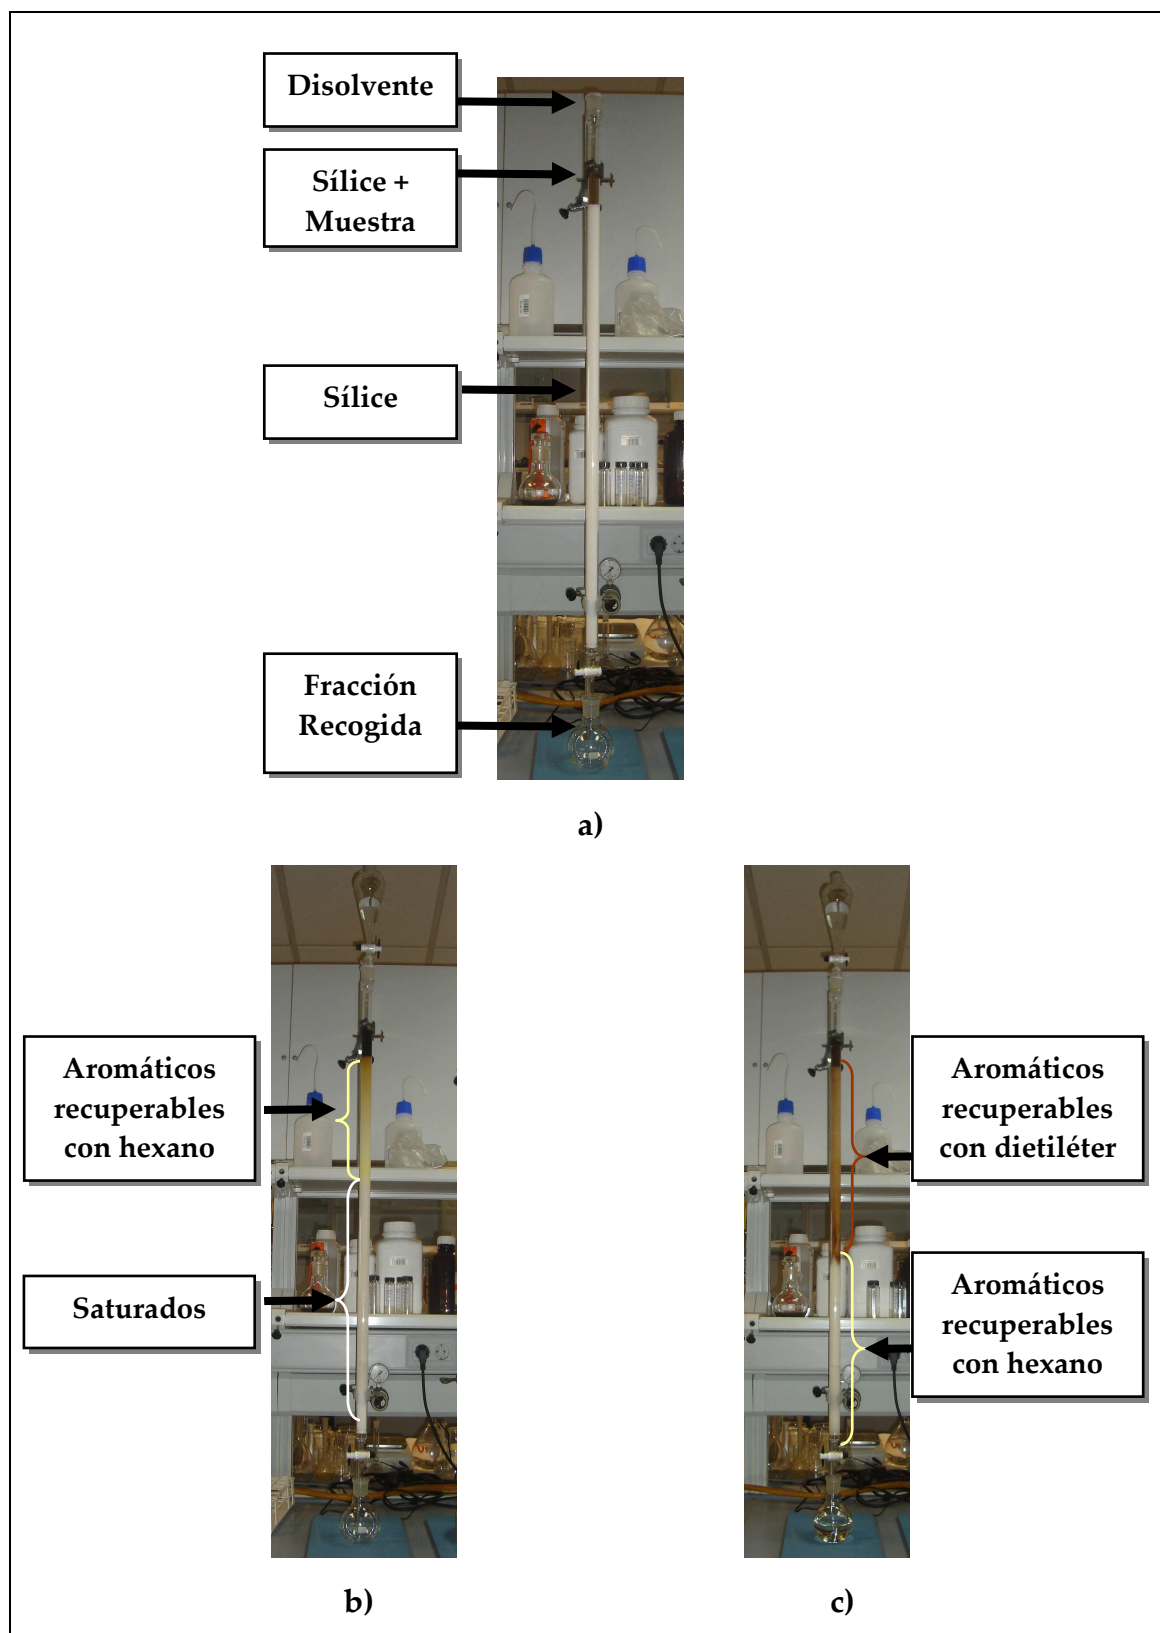 Disolvente
Sílice +
Muestra
Sílice
Fracción
Recogida
a)
Aromáticos
recuperables
con hexano
Saturados
b)
Aromáticos
recuperables
con dietiléter
Aromáticos
recuperables
con hexano
c)